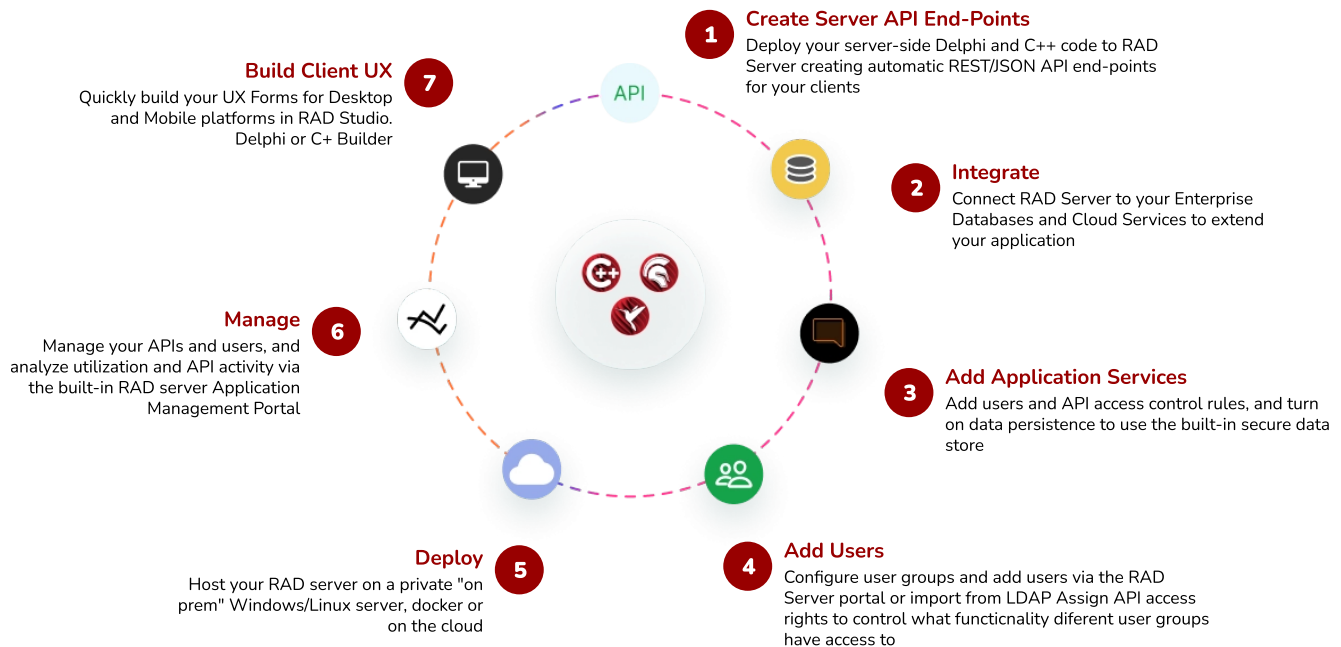 1
Create Server API End-Points
Deploy your server-side Delphi and C++ code to RAD
Server creating automatic REST/JSON API end-points
for your clients
2
Integrate
Connect RAD Server to your Enterprise
Databases and Cloud Services to extend
your application
3
Add Application Services
Add users and API access control rules, and turn
on data persistence to use the built-in secure data
store
4
Add Users
Configure user groups and add users via the RAD
Server portal or import from LDAP Assign API access
rights to control what functicnality diferent user groups
have access to
5
Deploy
Host your RAD server on a private "on
prem" Windows/Linux server, docker or
on the cloud
6
Manage
Manage your APIs and users, and
analyze utilization and API activity via
the built-in RAD server Application
Management Portal
7
Build Client UX
Quickly build your UX Forms for Desktop
and Mobile platforms in RAD Studio.
Delphi or C+ Builder
API
C++